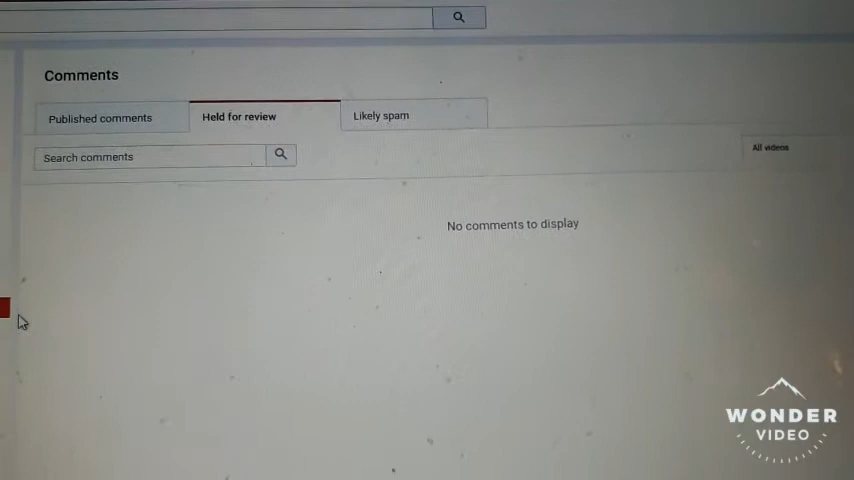 Comments
Published comments
Held for review
Likely spam
Search comments
All videos
No comments to display
WONDER
VIDEO